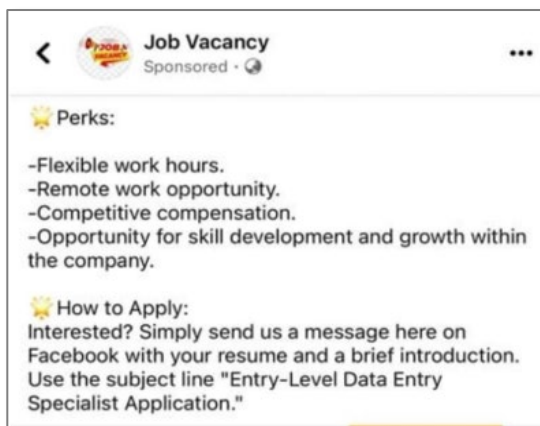 JOB
VACANCY
Job Vacancy
Sponsored ·
Perks:
-Flexible work hours.
-Remote work opportunity.
-Competitive compensation.
-Opportunity for skill development and growth within
the company.
How to Apply:
Interested? Simply send us a message here on
Facebook with your resume and a brief introduction.
Use the subject line "Entry-Level Data Entry
Specialist Application."